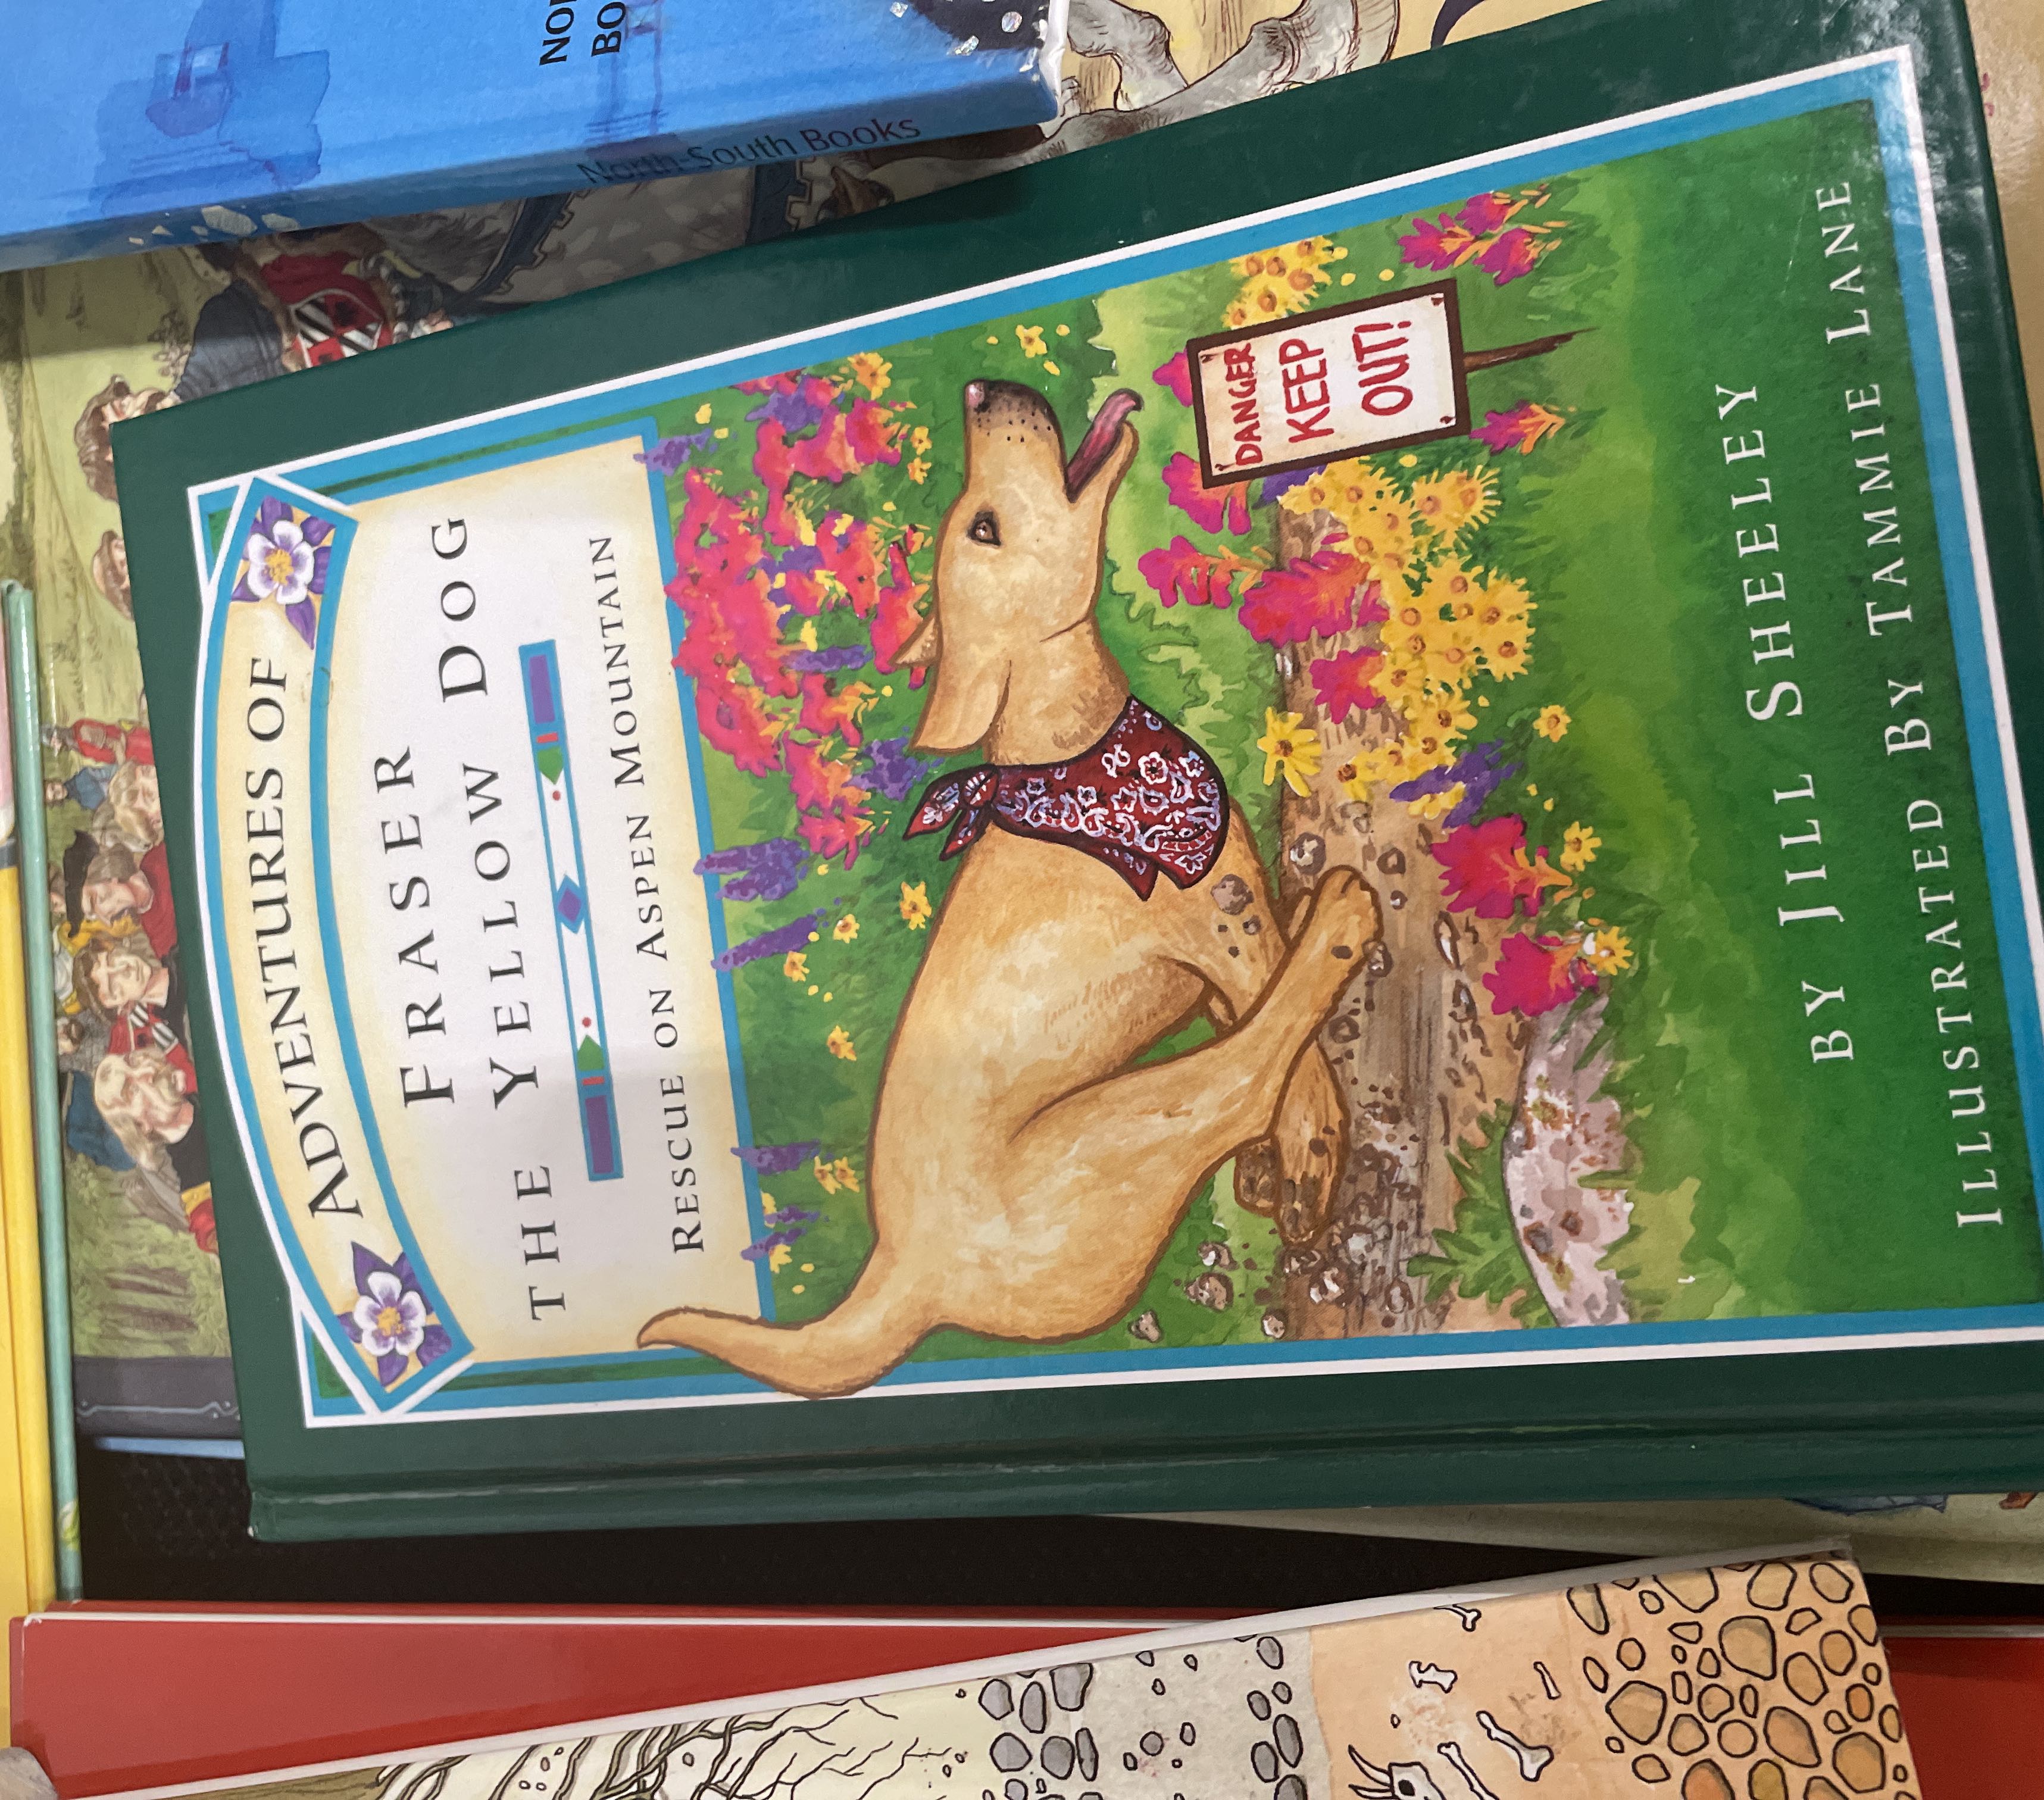 ADVENTURES OF
FRASER
THE YELLOW DOG
RESCUE ON ASPEN MOUNTAIN
DANGER
KEEP
OUT!
BY JILL SHEELEY
ILLUSTRATED BY TAMMIE LANE
North-South Books